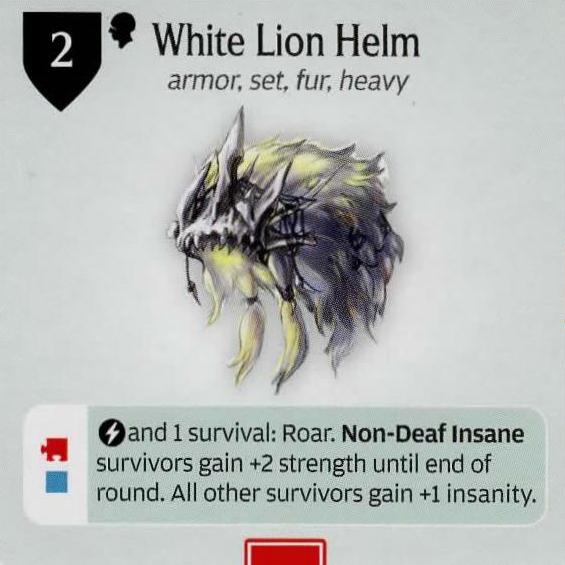 2
White Lion Helm
armor, set, fur, heavy
and 1 survival: Roar. Non-Deaf Insane
survivors gain +2 strength until end of
round. All other survivors gain +1 insanity.